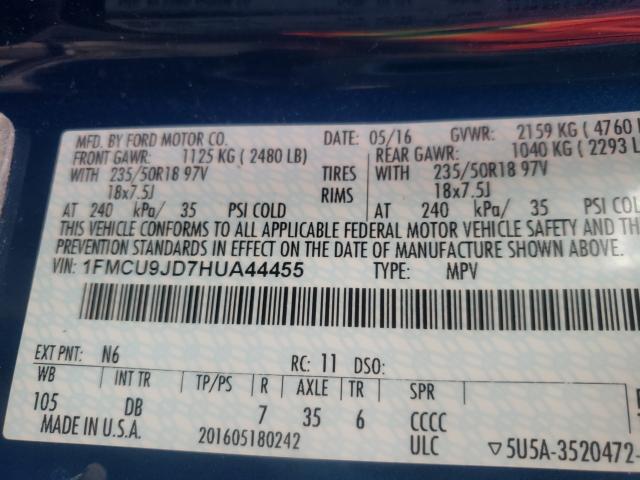 MFD. BY FORD MOTOR CO. DATE: 05/16 GVWR: 2159 KG ( 4760 L
FRONT GAWR: 1125 KG ( 2480 LB) REAR GAWR: 1040 KG ( 2293 L
WITH 235/50R18 97V TIRES WITH 235/50R18 97V
18x7.5J RIMS 18x7.5J
AT 240 kPa/ 35 PSI COLD AT 240 kPa/ 35 PSI COLD
THIS VEHICLE CONFORMS TO ALL APPLICABLE FEDERAL MOTOR VEHICLE SAFETY AND THEFT
PREVENTION STANDARDS IN EFFECT ON THE DATE OF MANUFACTURE SHOWN ABOVE.
VIN: 1FMCU9JD7HUA44455 TYPE: MPV
EXT PNT: N6 RC: 11 DSO:
WB INT TR TP/PS R AXLE TR SPR
105 DB 7 35 6 CCCC
MADE IN U.S.A. 201605180242 ULC ▽5U5A-3520472-